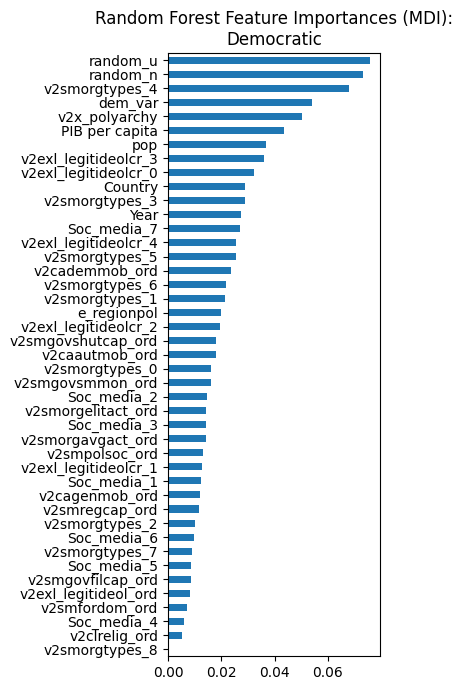 Random Forest Feature Importances (MDI):
Democratic
random_u
random_n
v2smorgtypes_4
dem_var
v2x_polyarchy
PIB per capita
pop
v2exl_legitideolcr_3
v2exl_legitideolcr_0
Country
v2smorgtypes_3
Year
Soc_media_7
v2exl_legitideolcr_4
v2smorgtypes_5
v2cademmob_ord
v2smorgtypes_6
v2smorgtypes_1
e_regionpol
v2exl_legitideolcr_2
v2smgovshutcap_ord
v2caautmob_ord
v2smorgtypes_0
v2smgovsmmon_ord
Soc_media_2
v2smorgelitact_ord
Soc_media_3
v2smorgavgact_ord
v2smpolsoc_ord
v2exl_legitideolcr_1
Soc_media_1
v2cagenmob_ord
v2smregcap_ord
v2smorgtypes_2
Soc_media_6
v2smorgtypes_7
Soc_media_5
v2smgovfilcap_ord
v2exl_legitideol_ord
v2smfordom_ord
Soc_media_4
v2clrelig_ord
v2smorgtypes_8
0.00 0.02 0.04 0.06